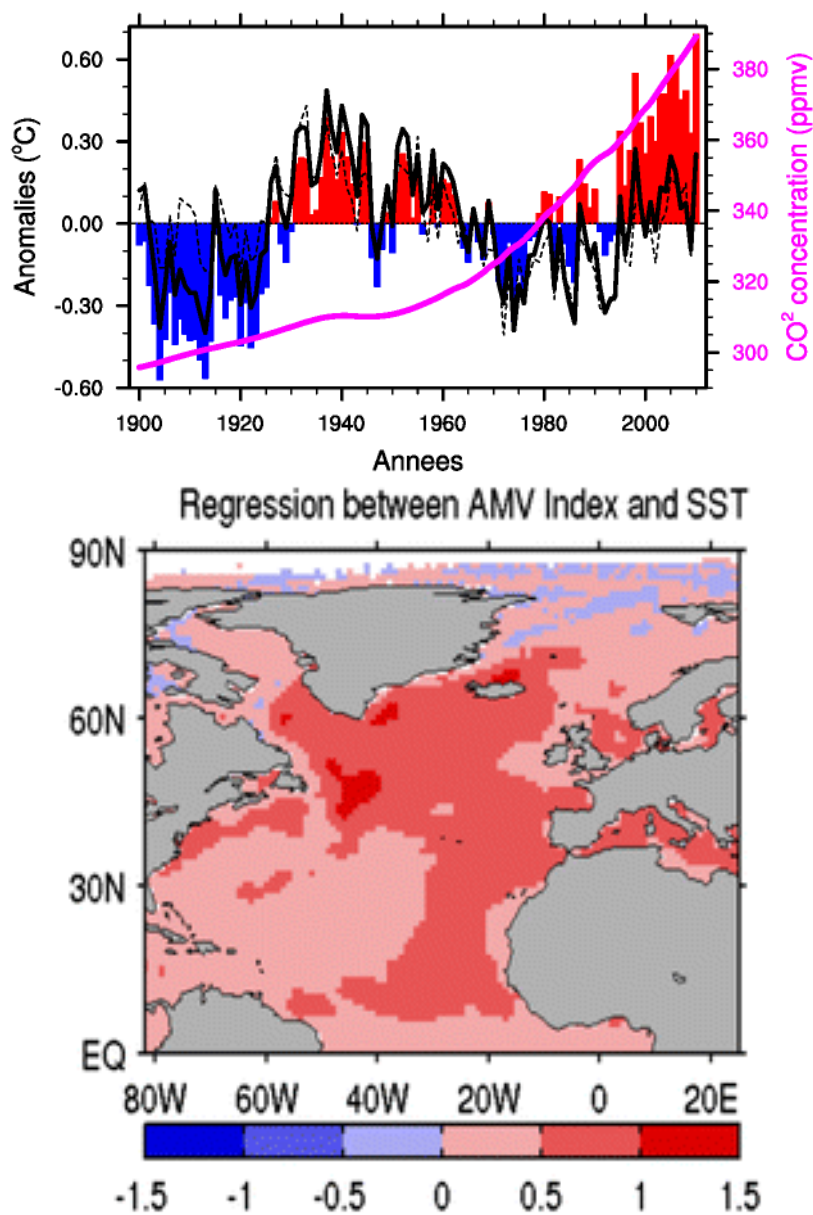 0.60
0.30
0.00
-0.30
-0.60
Anomalies (°C)
380
360
340
320
300
CO² concentration (ppmv)
1900 1920 1940 1960 1980 2000
Annees
Regression between AMV Index and SST
90N
60N
30N
EQ
80W 60W 40W 20W 0 20E
-1.5 -1 -0.5 0 0.5 1 1.5